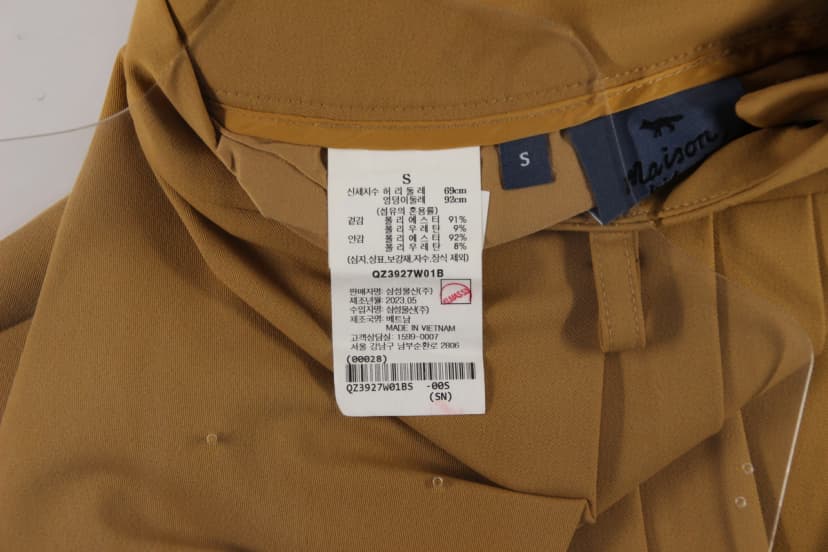 S
신체치수 허리둘레 69cm
엉덩이둘레 92cm
(섬유의 혼용률)
겉감 폴리에스터 91%
폴리우레탄 9%
안감 폴리에스터 92%
폴리우레탄 8%
(심지,상표,보강재,자수,장식 제외)
QZ3927W01B
판매자명: 삼성물산(주)
제조년월: 2023.05
수입자명: 삼성물산(주)
제조국명: 베트남
MADE IN VIETNAM
고객상담실: 1599-0007
서울 강남구 남부순환로 2806
(00028)
QZ3927W01BS -00S
(SN)
S
Maison